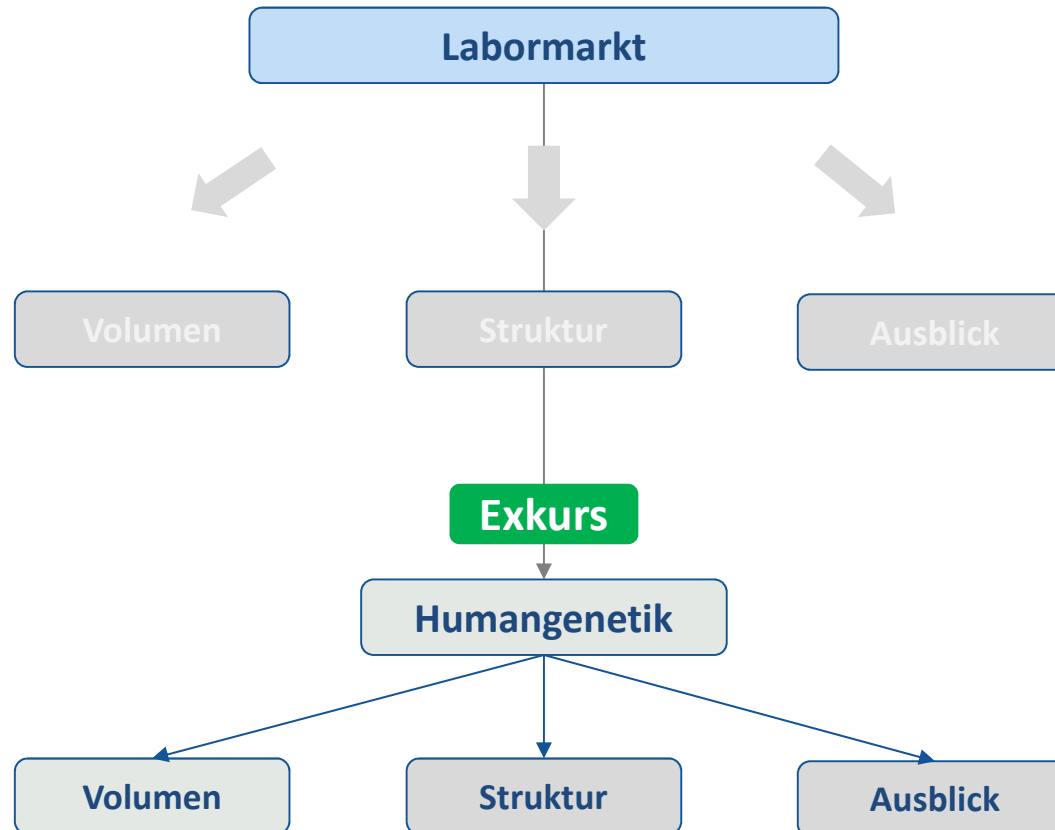 Labormarkt
Volumen
Struktur
Ausblick
Exkurs
Humangenetik
Volumen
Struktur
Ausblick